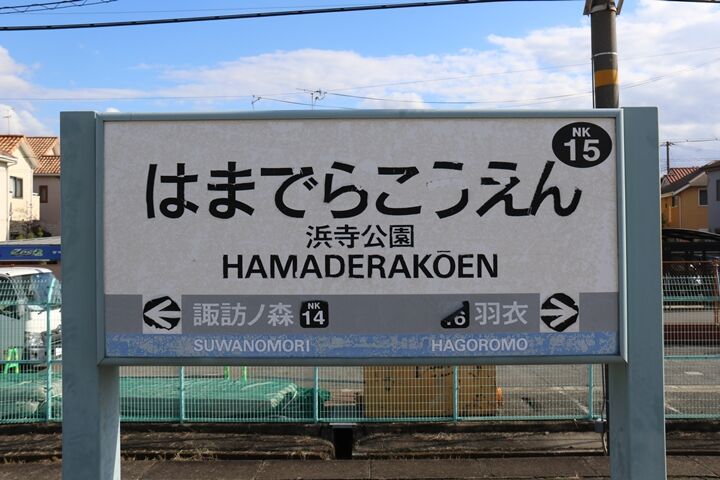 NK
15
はまでらこうえん
浜寺公園
HAMADERAKŌEN
諏訪ノ森 NK 14
羽衣
SUWANOMORI HAGOROMO